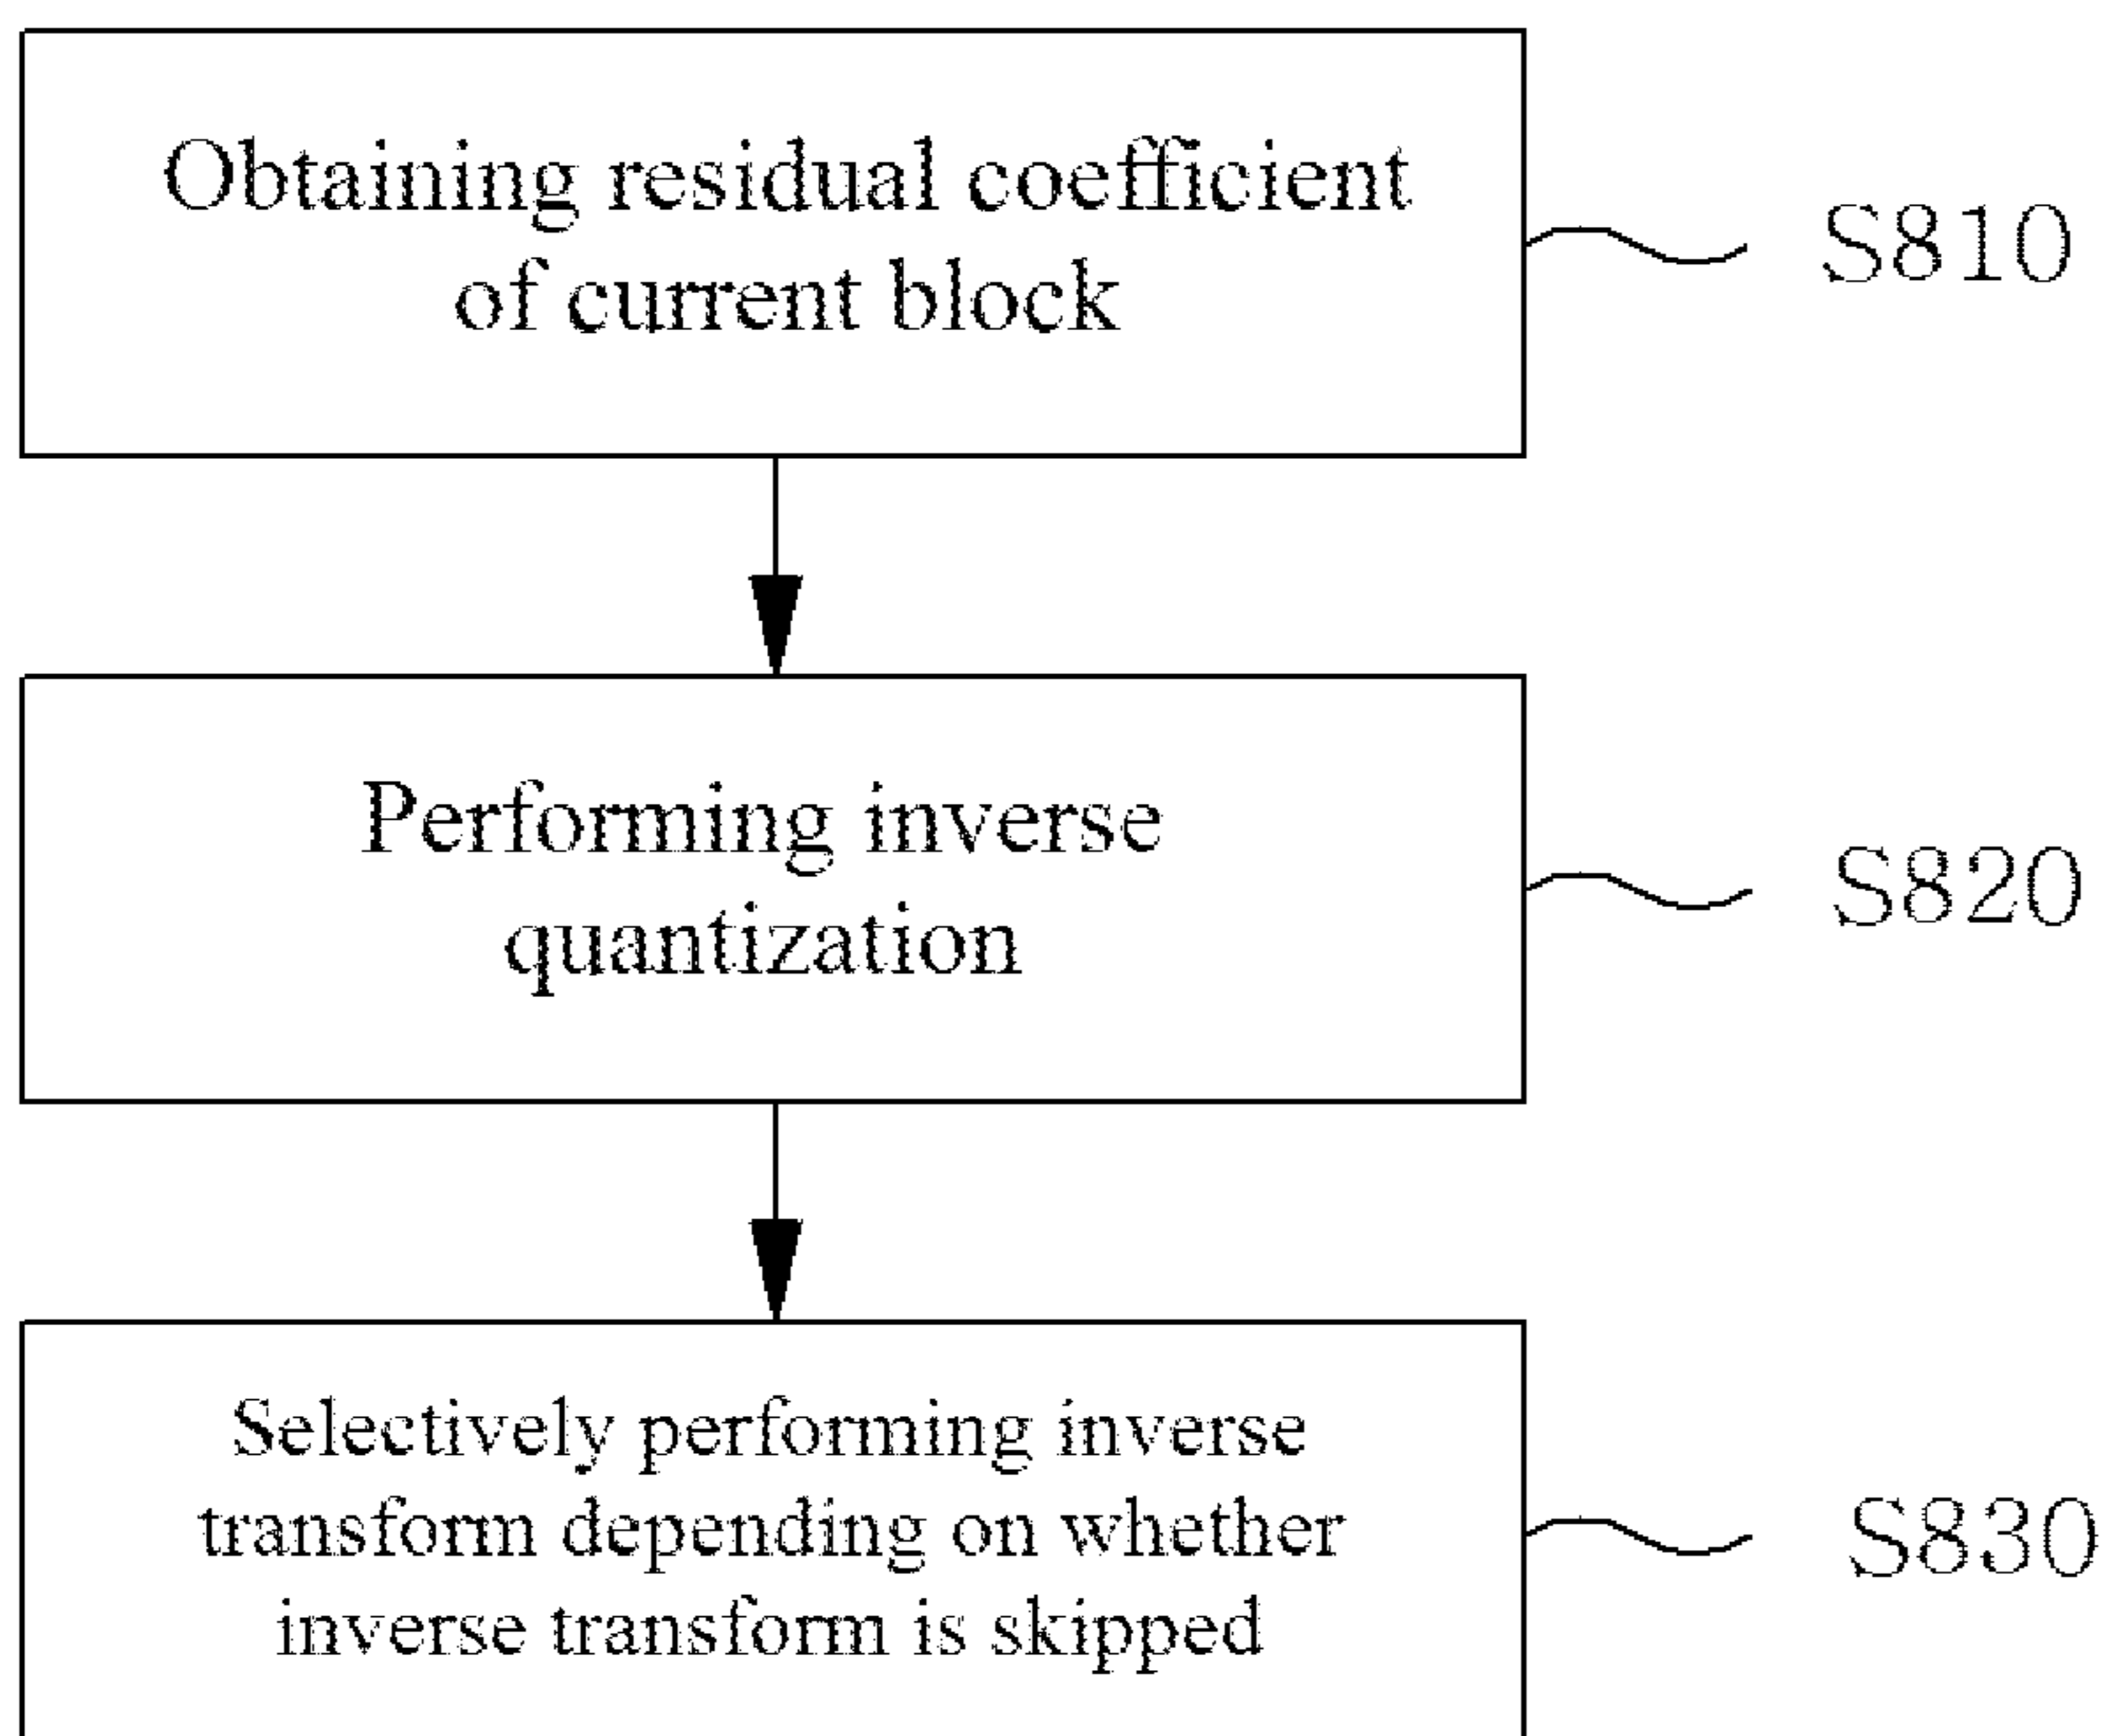 Obtaining residual coefficient
of current block
S810
Performing inverse
quantization
S820
Selectively performing inverse
transform depending on whether
inverse transform is skipped
S830